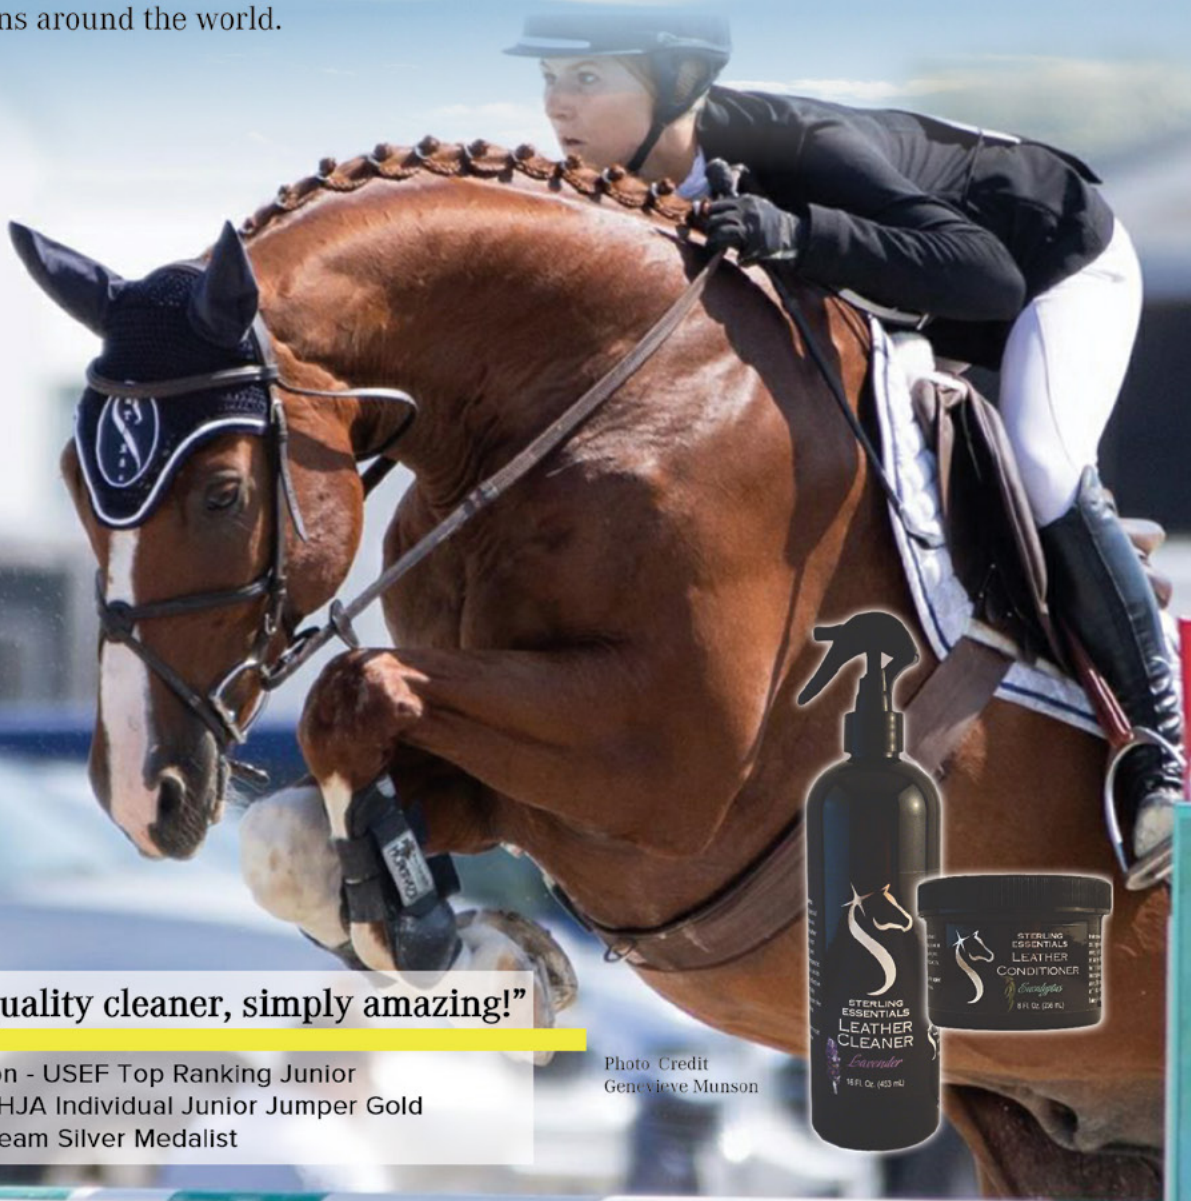 ns around the world.
uality cleaner, simply amazing!”
on - USEF Top Ranking Junior
HJA Individual Junior Jumper Gold
eam Silver Medalist
Photo Credit
Genevieve Munson
STERLING
ESSENTIALS
LEATHER
CLEANER
Lavender
16 Fl. Oz. (453 mL)
STERLING
ESSENTIALS
LEATHER
CONDITIONER
Eucalyptus
8 Fl. Oz. (236 mL)